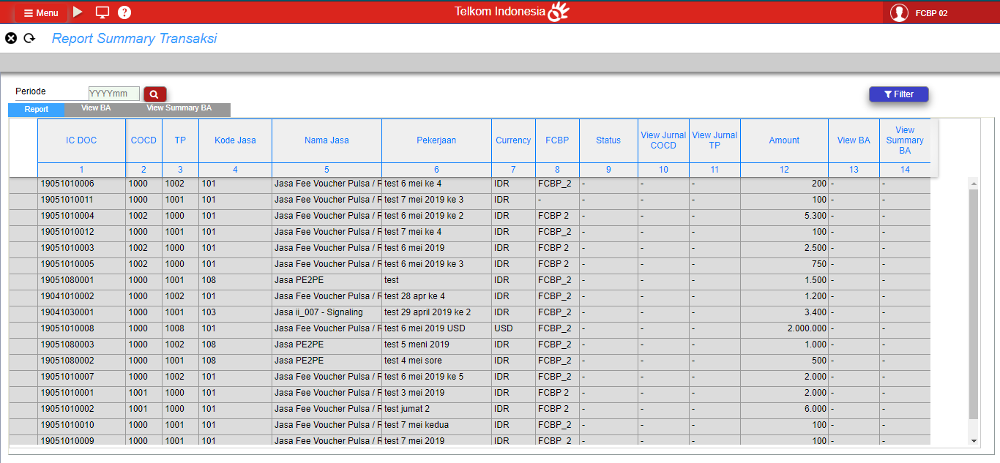 Menu
Telkom Indonesia
FCBP 02
Report Summary Transaksi
Periode YYYYmm
Filter
Report View BA View Summary BA
IC DOC COCD TP Kode Jasa Nama Jasa Pekerjaan Currency FCBP Status View Jurnal COCD View Jurnal TP Amount View BA View Summary BA
1 2 3 4 5 6 7 8 9 10 11 12 13 14
19051010006 1000 1002 101 Jasa Fee Voucher Pulsa / R test 6 mei ke 4 IDR FCBP_2 - - - 200 - -
19051010011 1000 1001 101 Jasa Fee Voucher Pulsa / R test 7 mei 2019 ke 3 IDR - - - - 100 - -
19051010004 1002 1000 101 Jasa Fee Voucher Pulsa / R test 6 mei 2019 ke 2 IDR FCBP 2 - - - 5.300 - -
19051010012 1000 1001 101 Jasa Fee Voucher Pulsa / R test 7 mei ke 4 IDR FCBP_2 - - - 100 - -
19051010003 1002 1000 101 Jasa Fee Voucher Pulsa / R test 6 mei 2019 IDR FCBP 2 - - - 2.500 - -
19051010005 1002 1000 101 Jasa Fee Voucher Pulsa / R test 6 mei 2019 ke 3 IDR FCBP 2 - - - 750 - -
19051080001 1000 1001 108 Jasa PE2PE test IDR FCBP_2 - - - 1.500 - -
19041010002 1000 1002 101 Jasa Fee Voucher Pulsa / R test 28 apr ke 4 IDR FCBP_2 - - - 1.200 - -
19041030001 1000 1001 103 Jasa ii_007 - Signaling test 29 april 2019 ke 2 IDR FCBP_2 - - - 3.400 - -
19051010008 1000 1008 101 Jasa Fee Voucher Pulsa / R test 6 mei 2019 USD USD FCBP_2 - - - 2.000.000 - -
19051080003 1000 1002 108 Jasa PE2PE test 5 meni 2019 IDR FCBP_2 - - - 1.000 - -
19051080002 1000 1001 108 Jasa PE2PE test 4 mei sore IDR FCBP_2 - - - 500 - -
19051010007 1000 1002 101 Jasa Fee Voucher Pulsa / R test 6 mei 2019 ke 5 IDR FCBP_2 - - - 2.000 - -
19051010001 1001 1000 101 Jasa Fee Voucher Pulsa / R test 3 mei 2019 IDR FCBP 2 - - - 2.000 - -
19051010002 1001 1000 101 Jasa Fee Voucher Pulsa / R test jumat 2 IDR FCBP 2 - - - 6.000 - -
19051010010 1000 1001 101 Jasa Fee Voucher Pulsa / R test 7 mei kedua IDR FCBP_2 - - - 100 - -
19051010009 1000 1001 101 Jasa Fee Voucher Pulsa / R test 7 mei 2019 IDR FCBP_2 - - - 100 - -